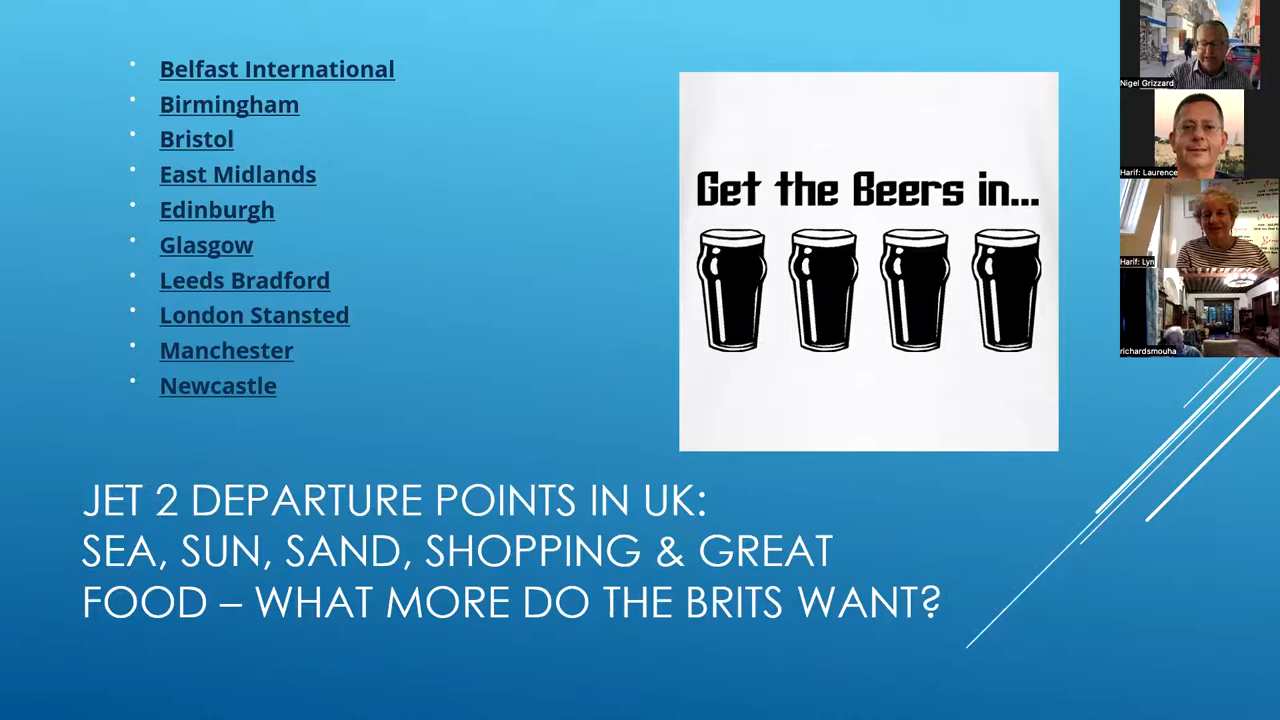 Belfast International
Birmingham
Bristol
East Midlands
Edinburgh
Glasgow
Leeds Bradford
London Stansted
Manchester
Newcastle
Get the Beers in...
JET 2 DEPARTURE POINTS IN UK:
SEA, SUN, SAND, SHOPPING & GREAT
FOOD – WHAT MORE DO THE BRITS WANT?
Nigel Grizzard
Harif: Laurence
Harif: Lyn
richardsmouha